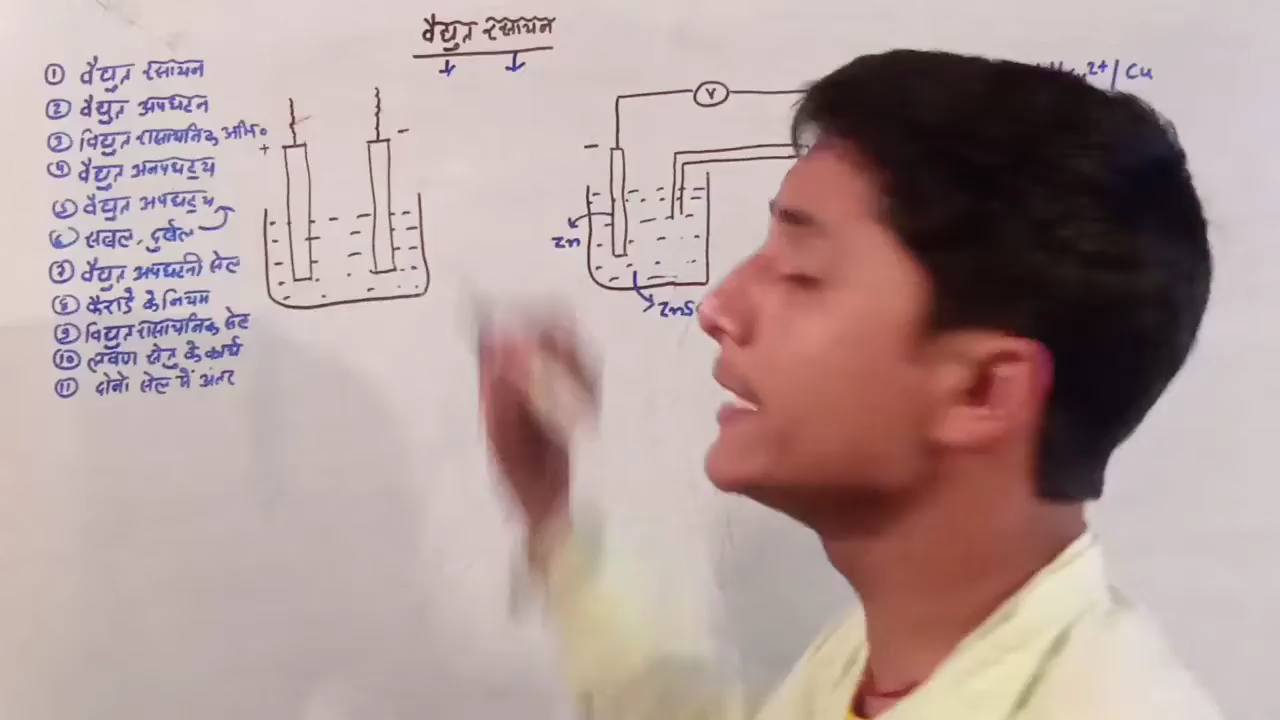 वैद्युत रसायन
① वैद्युत रसायन
② वैद्युत अपघटन
③ विद्युत रासायनिक अभि०
④ वैद्युत अनपघट्य
⑤ वैद्युत अपघट्य
⑥ सबल, दुर्बल
⑦ वैद्युत अपघटनी सेल
⑧ फैराडे के नियम
⑨ विद्युत रासायनिक सेल
⑩ लवण सेतु के कार्य
⑪ दोनो सेल में अंतर
+
-
V
-
Zn
ZnS
2+/Cu